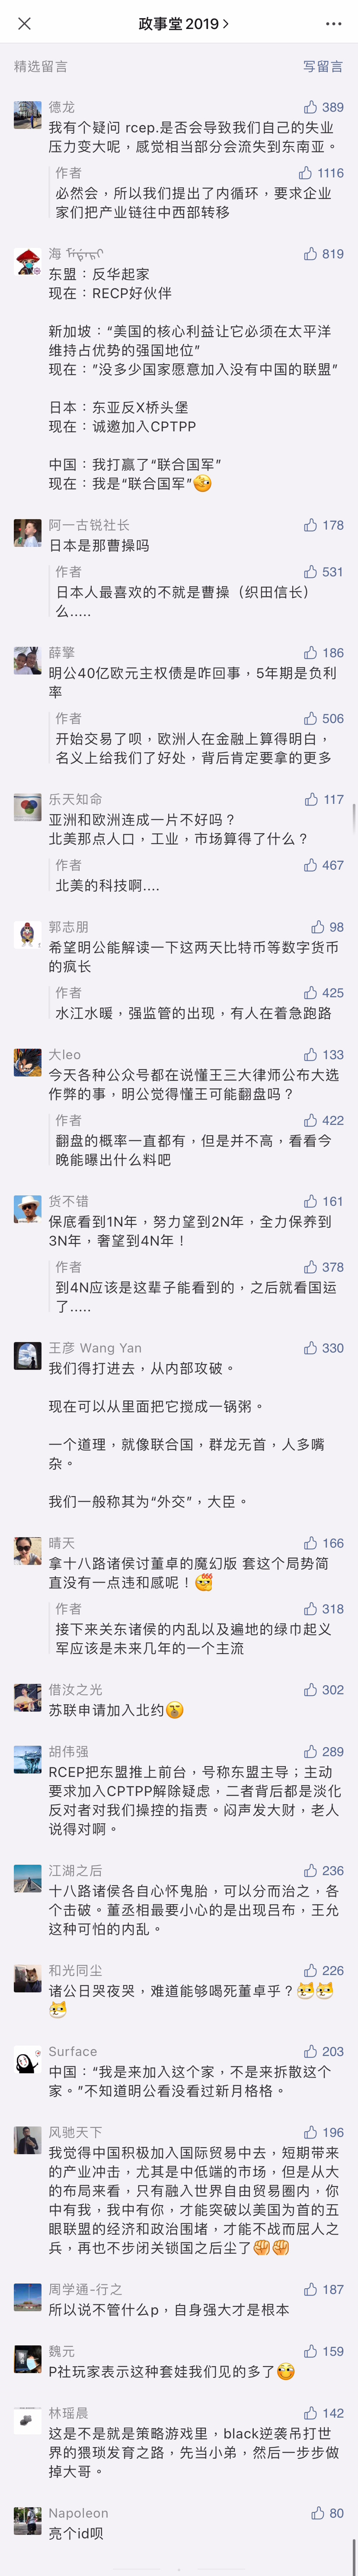 政事堂2019
精选留言
写留言
德龙
389
我有个疑问 rcep.是否会导致我们自己的失业
压力变大呢，感觉相当部分会流失到东南亚。
作者
1116
必然会，所以我们提出了内循环，要求企业
家们把产业链往中西部转移
海
819
东盟：反华起家
现在：RECP好伙伴
新加坡：“美国的核心利益让它必须在太平洋
维持占优势的强国地位”
现在：”没多少国家愿意加入没有中国的联盟”
日本：东亚反X桥头堡
现在：诚邀加入CPTPP
中国：我打赢了“联合国军”
现在：我是“联合国军”🧐
阿一古锐社长
178
日本是那曹操吗
作者
531
日本人最喜欢的不就是曹操（织田信长）
么.....
薛擎
186
明公40亿欧元主权债是咋回事，5年期是负利
率
作者
506
开始交易了呗，欧洲人在金融上算得明白，
名义上给我们了好处，背后肯定要拿的更多
乐天知命
117
亚洲和欧洲连成一片不好吗？
北美那点人口，工业，市场算得了什么？
作者
467
北美的科技啊....
郭志朋
98
希望明公能解读一下这两天比特币等数字货币
的疯长
作者
425
水江水暖，强监管的出现，有人在着急跑路
大leo
133
今天各种公众号都在说懂王三大律师公布大选
作弊的事，明公觉得懂王可能翻盘吗？
作者
422
翻盘的概率一直都有，但是并不高，看看今
晚能曝出什么料吧
货不错
161
保底看到1N年，努力望到2N年，全力保养到
3N年，奢望到4N年！
作者
378
到4N应该是这辈子能看到的，之后就看国运
了.....
王彦 Wang Yan
330
我们得打进去，从内部攻破。
现在可以从里面把它搅成一锅粥。
一个道理，就像联合国，群龙无首，人多嘴
杂。
我们一般称其为“外交”，大臣。
晴天
166
拿十八路诸侯讨董卓的魔幻版 套这个局势简
直没有一点违和感呢！
作者
318
接下来关东诸侯的内乱以及遍地的绿巾起义
军应该是未来几年的一个主流
借汝之光
302
苏联申请加入北约
胡伟强
289
RCEP把东盟推上前台，号称东盟主导；主动
要求加入CPTPP解除疑虑，二者背后都是淡化
反对者对我们操控的指责。闷声发大财，老人
说得对啊。
江湖之后
236
十八路诸侯各自心怀鬼胎，可以分而治之，各
个击破。董丞相最要小心的是出现吕布，王允
这种可怕的内乱。
和光同尘
226
诸公日哭夜哭，难道能够喝死董卓乎？
Surface
203
中国：“我是来加入这个家，不是来拆散这个
家。”不知道明公看没看过新月格格。
风驰天下
196
我觉得中国积极加入国际贸易中去，短期带来
的产业冲击，尤其是中低端的市场，但是从大
的布局来看，只有融入世界自由贸易圈内，你
中有我，我中有你，才能突破以美国为首的五
眼联盟的经济和政治围堵，才能不战而屈人之
兵，再也不步闭关锁国之后尘了✊✊
周学通-行之
187
所以说不管什么p，自身强大才是根本
魏元
159
P社玩家表示这种套娃我们见的多了
林瑶晨
142
这是不是就是策略游戏里，black逆袭吊打世
界的猥琐发育之路，先当小弟，然后一步步做
掉大哥。
Napoleon
80
亮个id呗